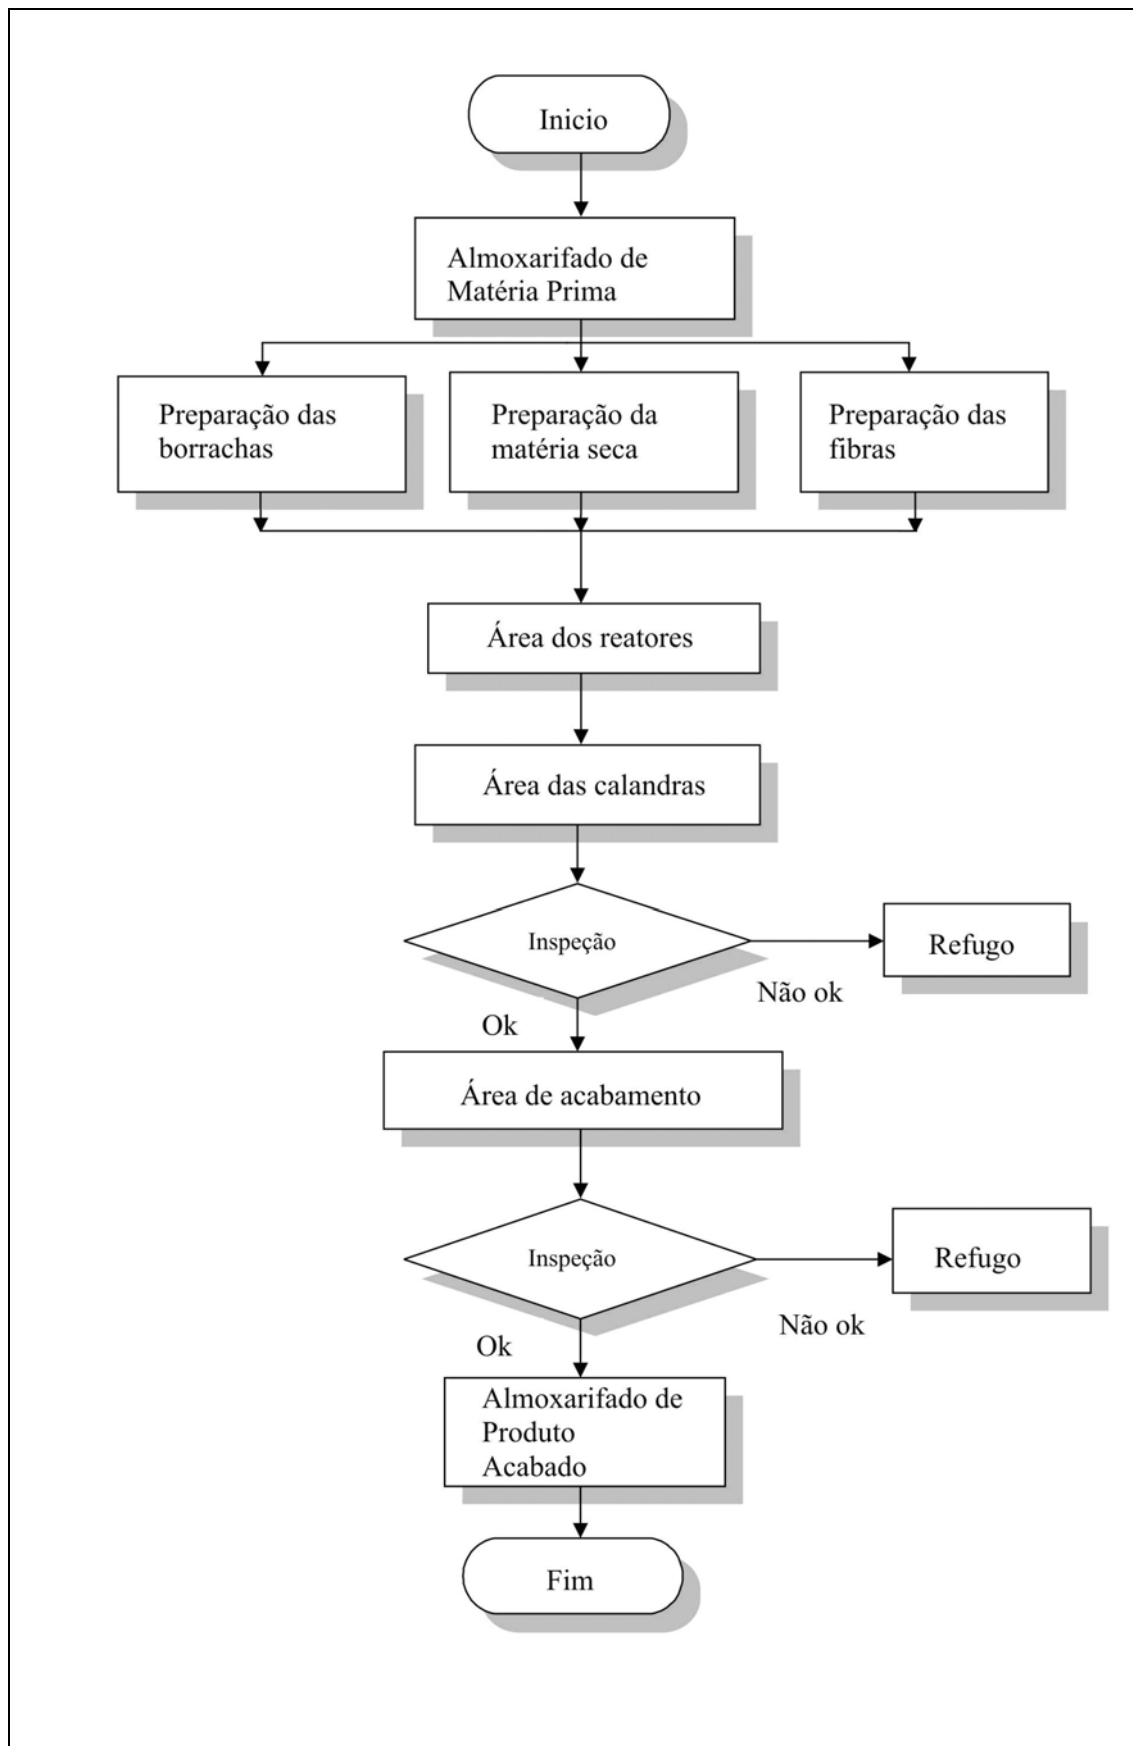 Inicio
Almoxarifado de
Matéria Prima
Preparação das
borrachas
Preparação da
matéria seca
Preparação das
fibras
Área dos reatores
Área das calandras
Inspeção
Refugo
Não ok
Ok
Área de acabamento
Inspeção
Refugo
Não ok
Ok
Almoxarifado de
Produto
Acabado
Fim